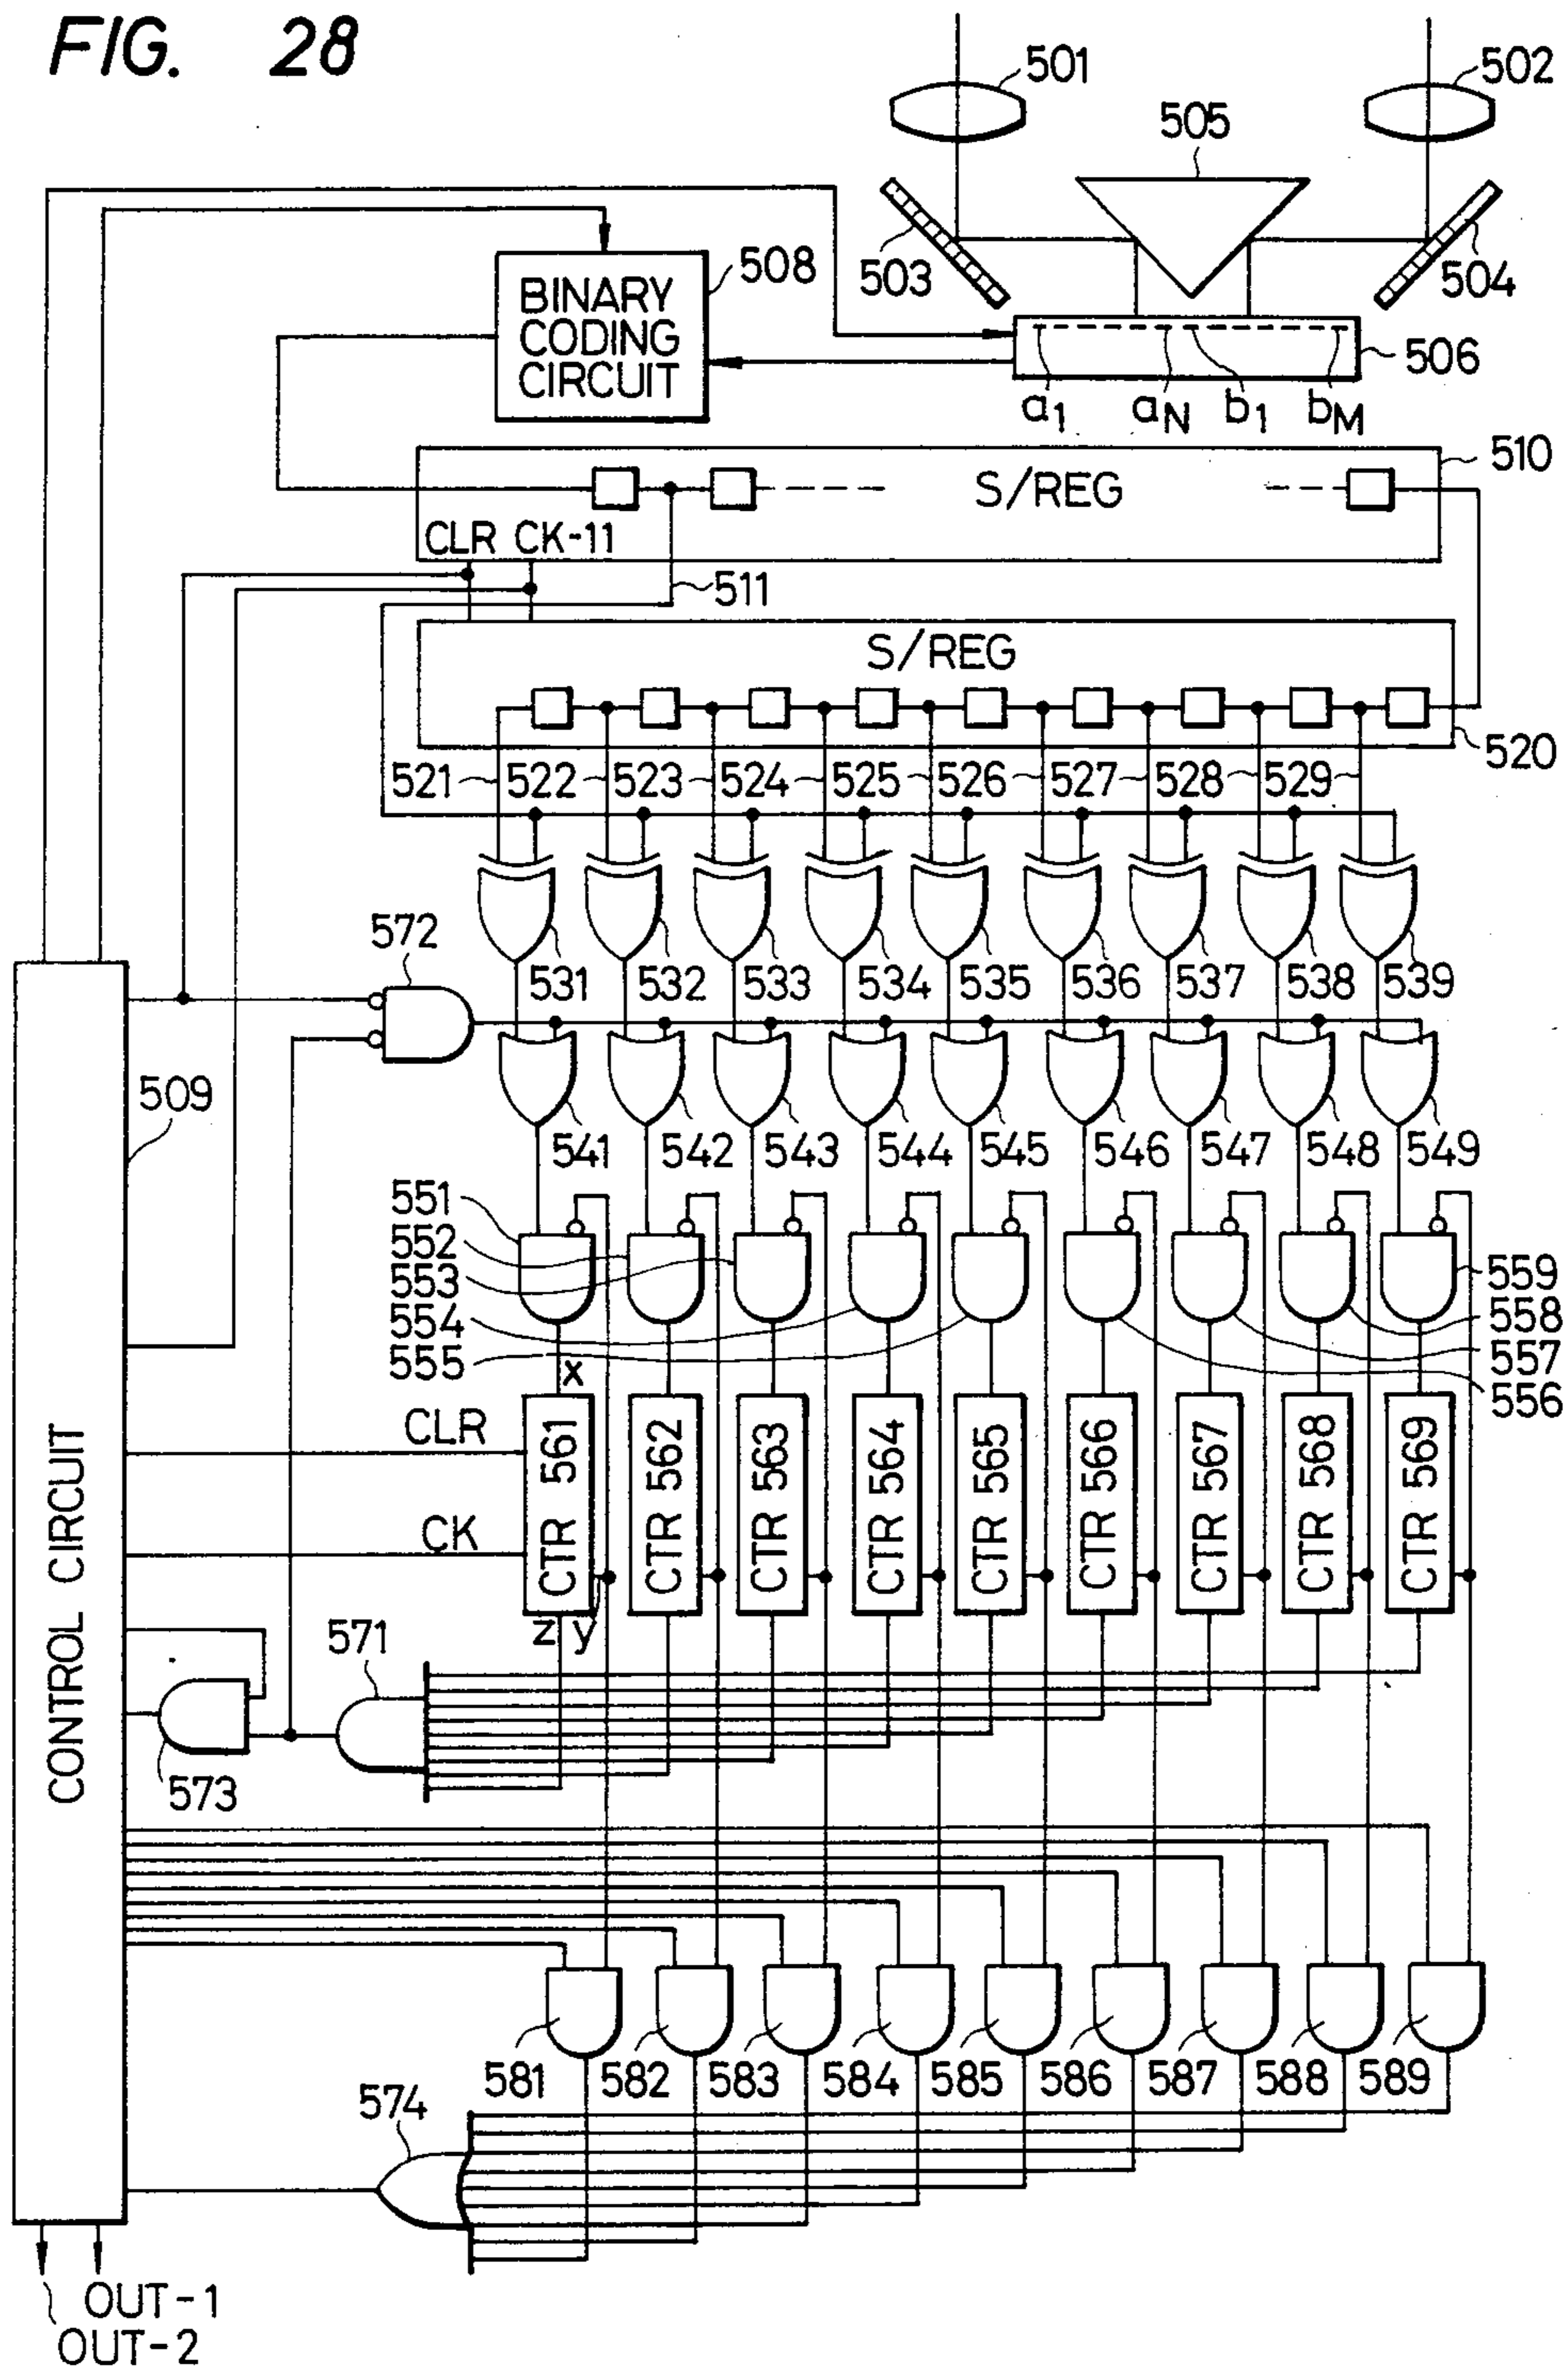 FIG. 28
501
502
505
503
504
508
BINARY
CODING
CIRCUIT
506
a1 aN b1 bM
510
S/REG
CLR CK-11
511
S/REG
520
521 522 523 524 525 526 527 528 529
572
531 532 533 534 535 536 537 538 539
509
541 542 543 544 545 546 547 548 549
551
552
553
554
555
559
558
557
556
x
CLR
CK
CTR 561
CTR 562
CTR 563
CTR 564
CTR 565
CTR 566
CTR 567
CTR 568
CTR 569
z y
CONTROL CIRCUIT
571
573
581 582 583 584 585 586 587 588 589
574
OUT-1
OUT-2